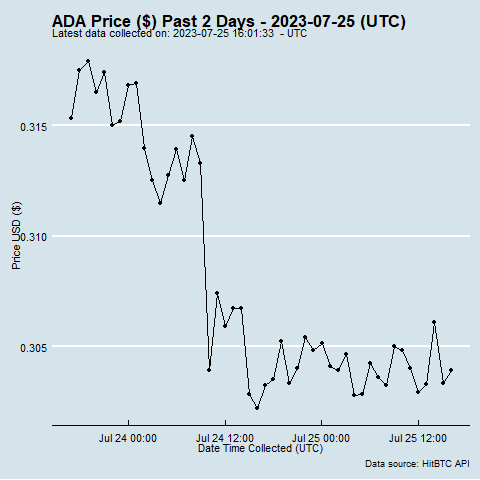 ADA Price ($) Past 2 Days - 2023-07-25 (UTC)
Latest data collected on: 2023-07-25 16:01:33  - UTC
0.315
0.310
0.305
Price USD ($)
Jul 24 00:00 Jul 24 12:00 Jul 25 00:00 Jul 25 12:00
Date Time Collected (UTC)
Data source: HitBTC API